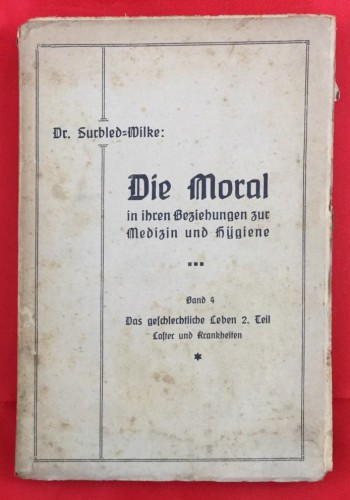 Dr. Surbled=Wilke:
Die Moral
in ihren Beziehungen zur
Medizin und Hÿgiene
Band 4
Das geschlechtliche Leben 2. Teil
Laster und Krankheiten
*